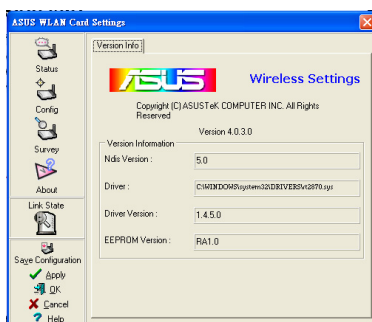 ASUS WLAN Card Settings
Status
Config
Survey
About
Link State
Save Configuration
Apply
OK
Cancel
Help
Version Info
ASUS
Wireless Settings
Copyright (C) ASUSTeK COMPUTER INC. All Rights
Reserved
Version 4.0.3.0
Version Information
Ndis Version :
5.0
Driver :
C:\WINDOWS\system32\DRIVERS\rt2870.sys
Driver Version :
1.4.5.0
EEPROM Version :
RA1.0